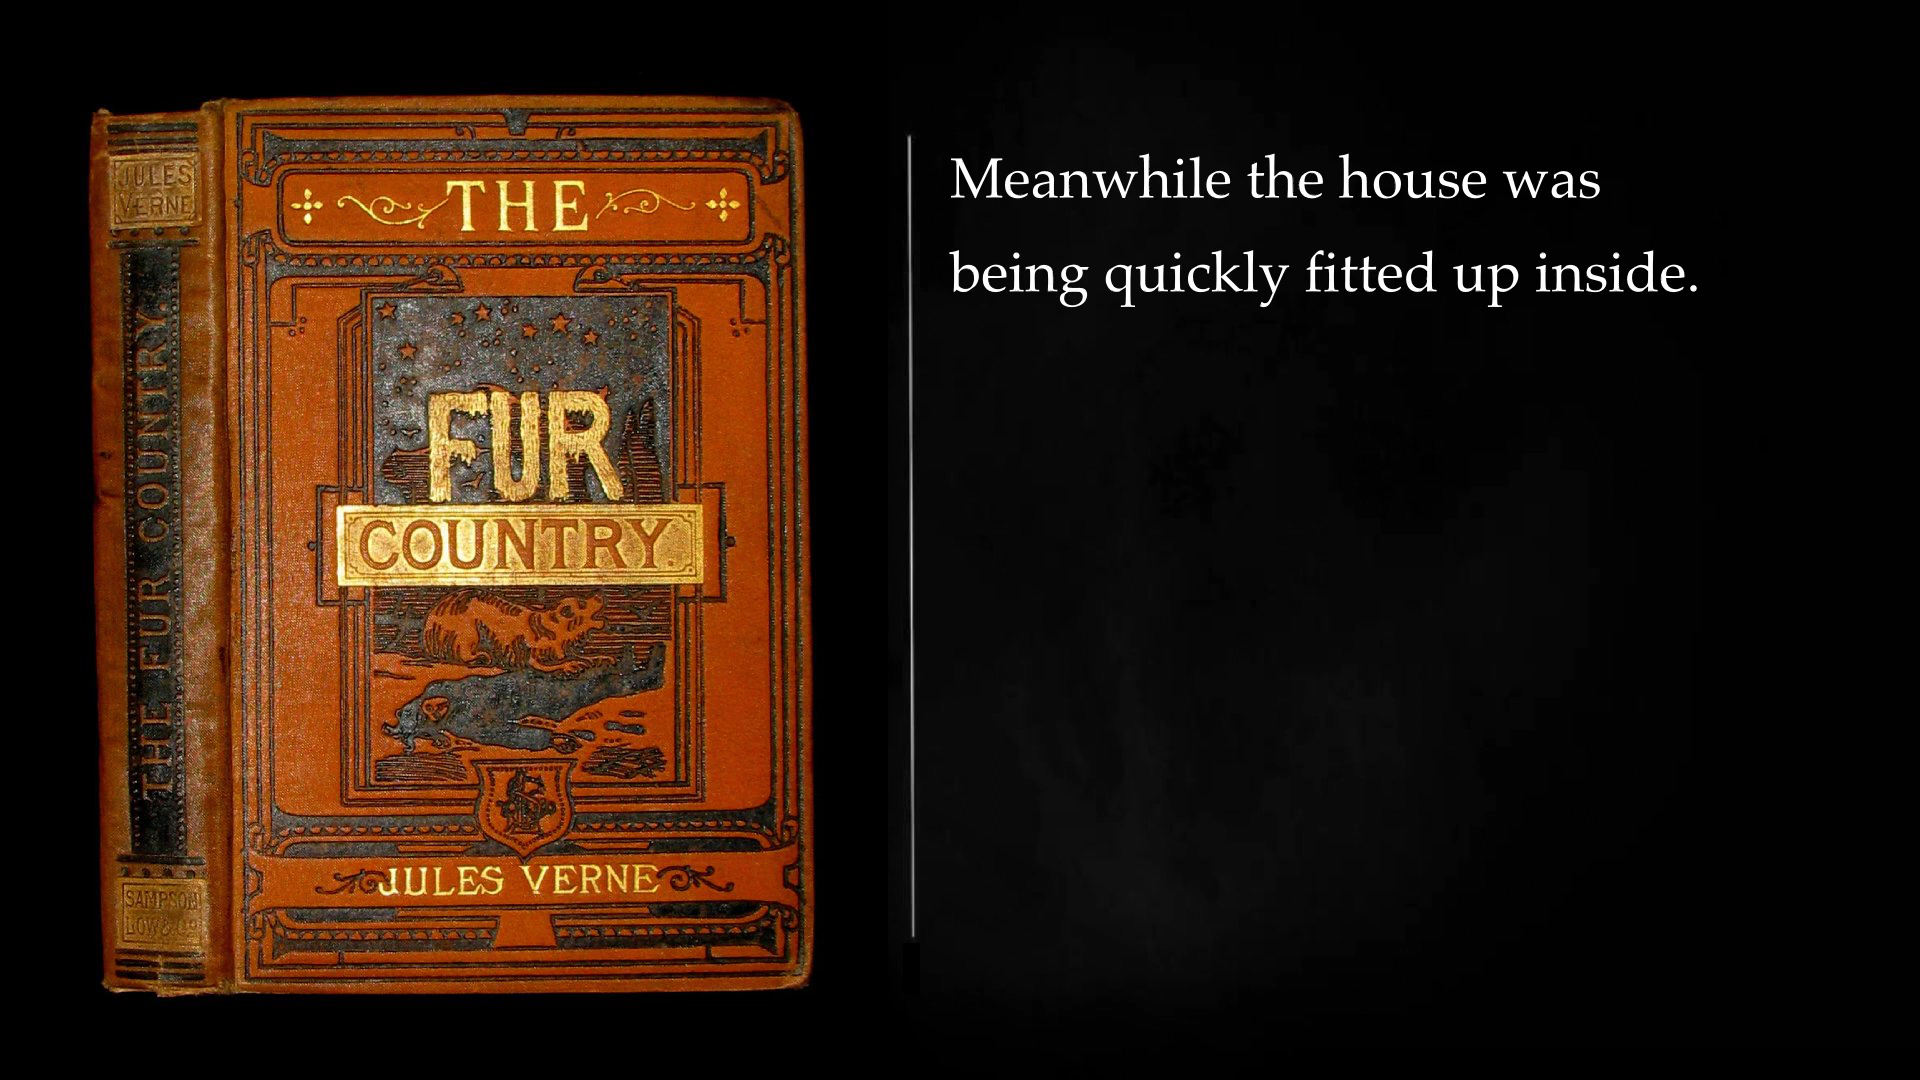 JULES
VERNE
THE FUR COUNTRY.
SAMPSON
LOW & Co
THE
FUR
COUNTRY.
JULES VERNE
Meanwhile the house was
being quickly fitted up inside.